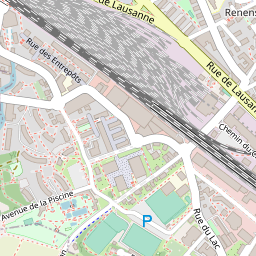 Rue de Lausanne
Renens
Rue des Entrepôts
Rue de Lausanne
Chemin du
Avenue de la Piscine
P
Rue du Lac